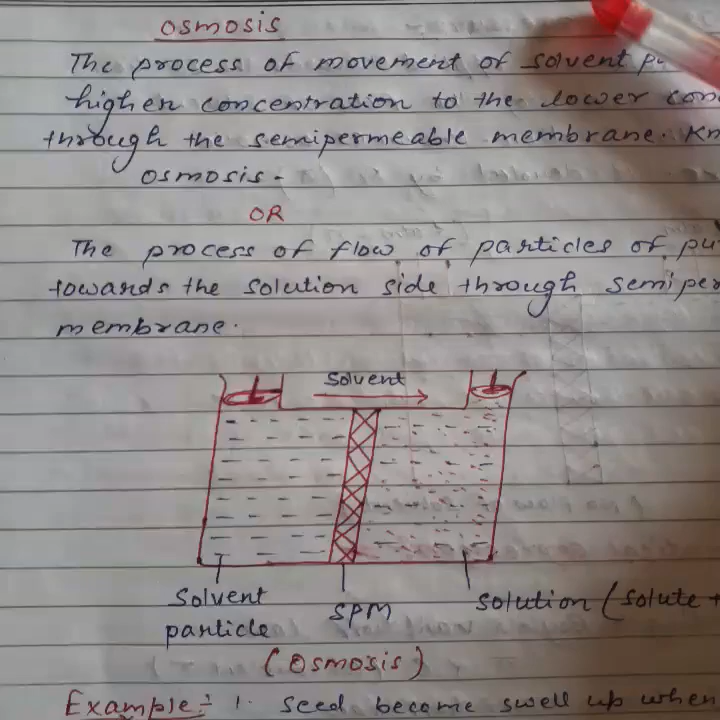 OSMOSIS
The process of movement of solvent
higher concentration to the lower
through the semipermeable membrane.
osmosis.
OR
The process of flow of particles of
towards the solution side through
membrane.
Solvent
Solvent
particle
SPM
solution (solute +
(Osmosis)
Example:- 1. Seed become swell up when